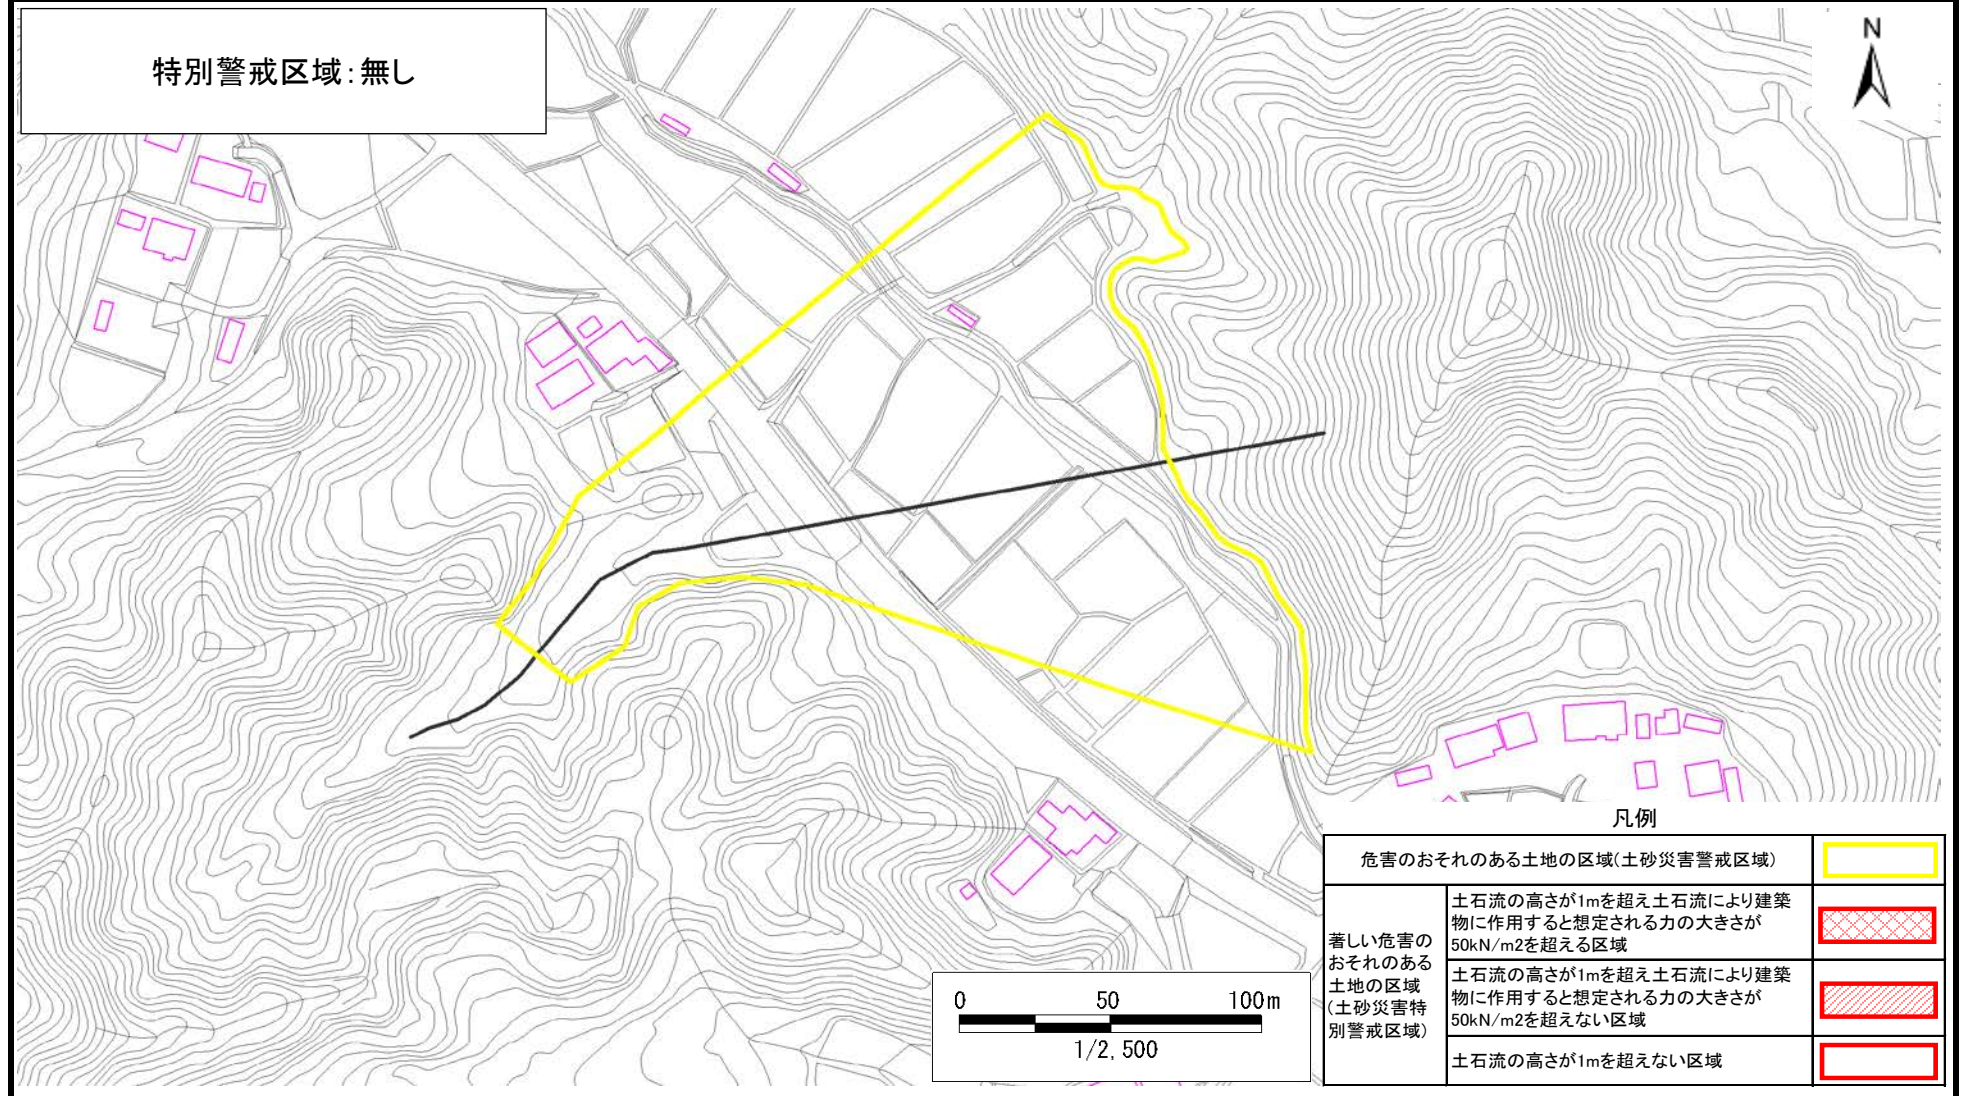 特別警戒区域：無し
N
凡例
危害のおそれのある土地の区域(土砂災害警戒区域)
著しい危害の
おそれのある
土地の区域
(土砂災害特
別警戒区域)
土石流の高さが1mを超え土石流により建築
物に作用すると想定される力の大きさが
50kN/m2を超える区域
土石流の高さが1mを超え土石流により建築
物に作用すると想定される力の大きさが
50kN/m2を超えない区域
土石流の高さが1mを超えない区域
0 50 100m
1/2,500